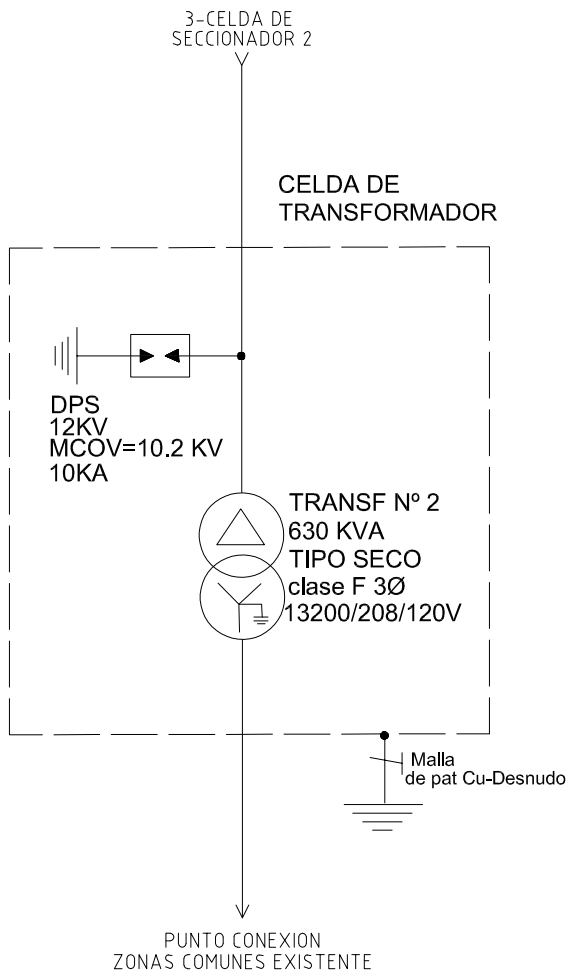 3-CELDA DE
SECCIONADOR 2
CELDA DE
TRANSFORMADOR
DPS
12KV
MCOV=10.2 KV
10KA
TRANSF Nº 2
630 KVA
TIPO SECO
clase F 3Ø
13200/208/120V
Malla
de pat Cu-Desnudo
PUNTO CONEXION
ZONAS COMUNES EXISTENTE